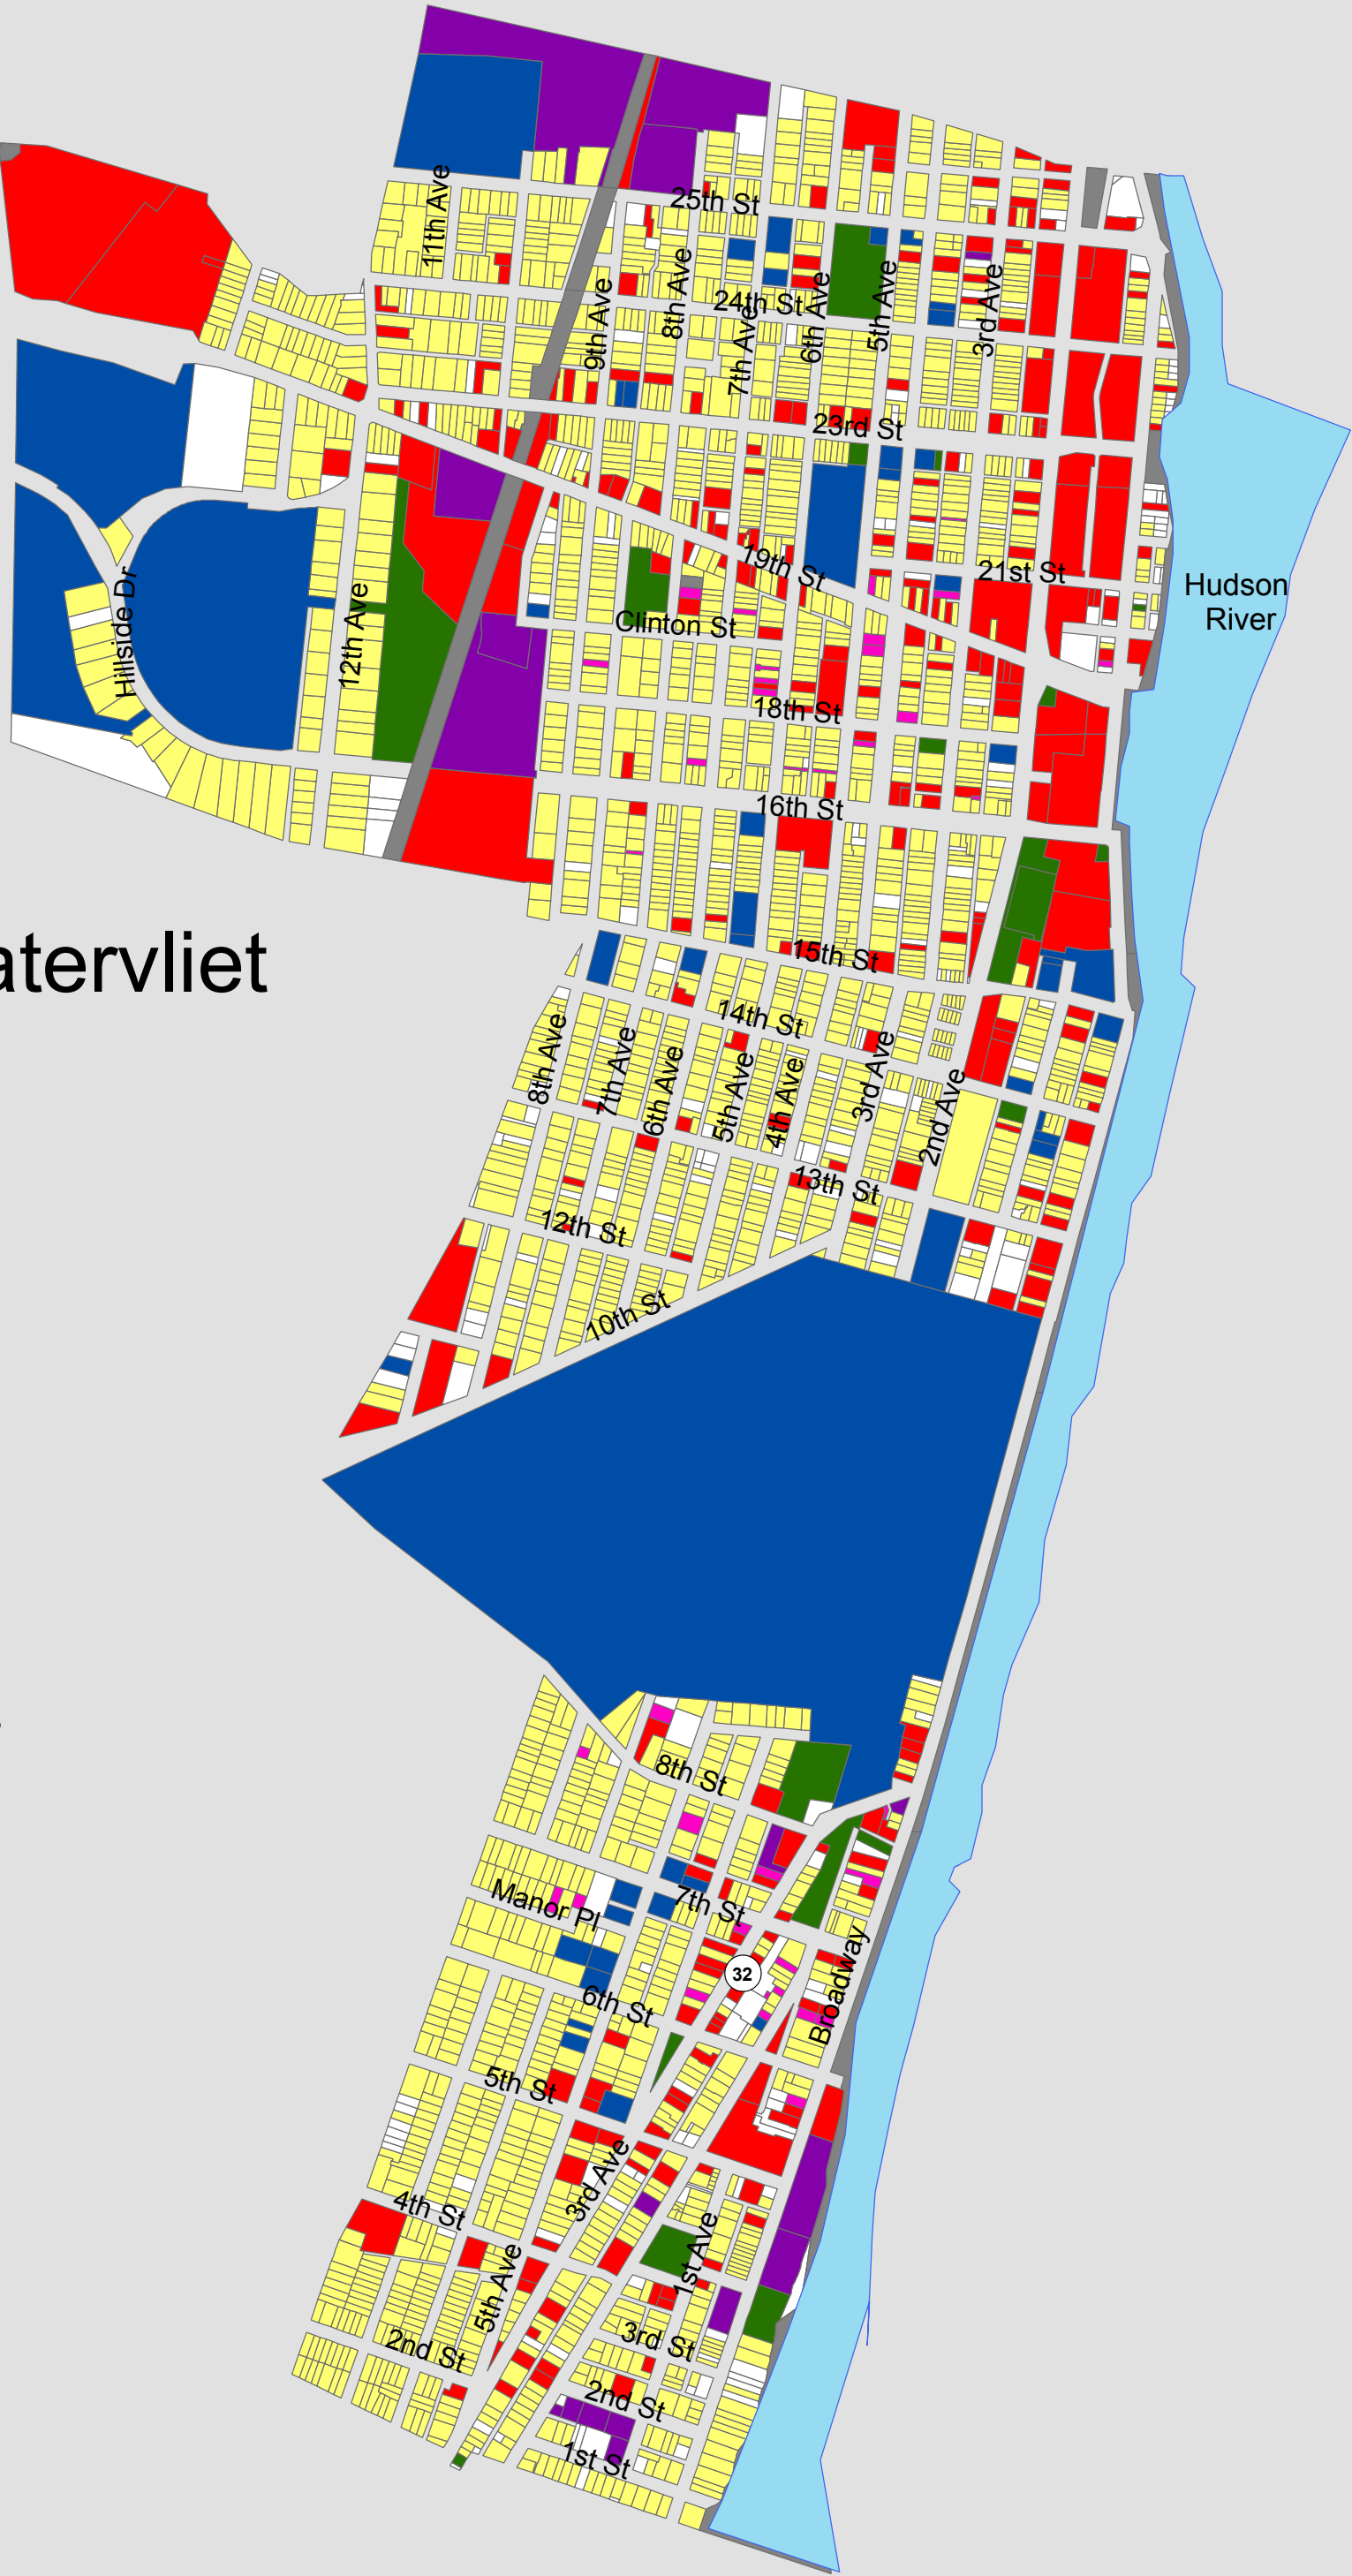 11th Ave
25th St
8th Ave
24th St
6th Ave
5th Ave
3rd Ave
9th Ave
7th Ave
23rd St
19th St
21st St
Hudson
River
Hillside Dr
12th Ave
Clinton St
18th St
16th St
atervliet
15th St
14th St
8th Ave
7th Ave
6th Ave
5th Ave
4th Ave
3rd Ave
2nd Ave
13th St
12th St
10th St
8th St
Manor Pl
7th St
32
Broadway
6th St
5th St
3rd Ave
4th St
1st Ave
5th Ave
3rd St
2nd St
2nd St
1st St